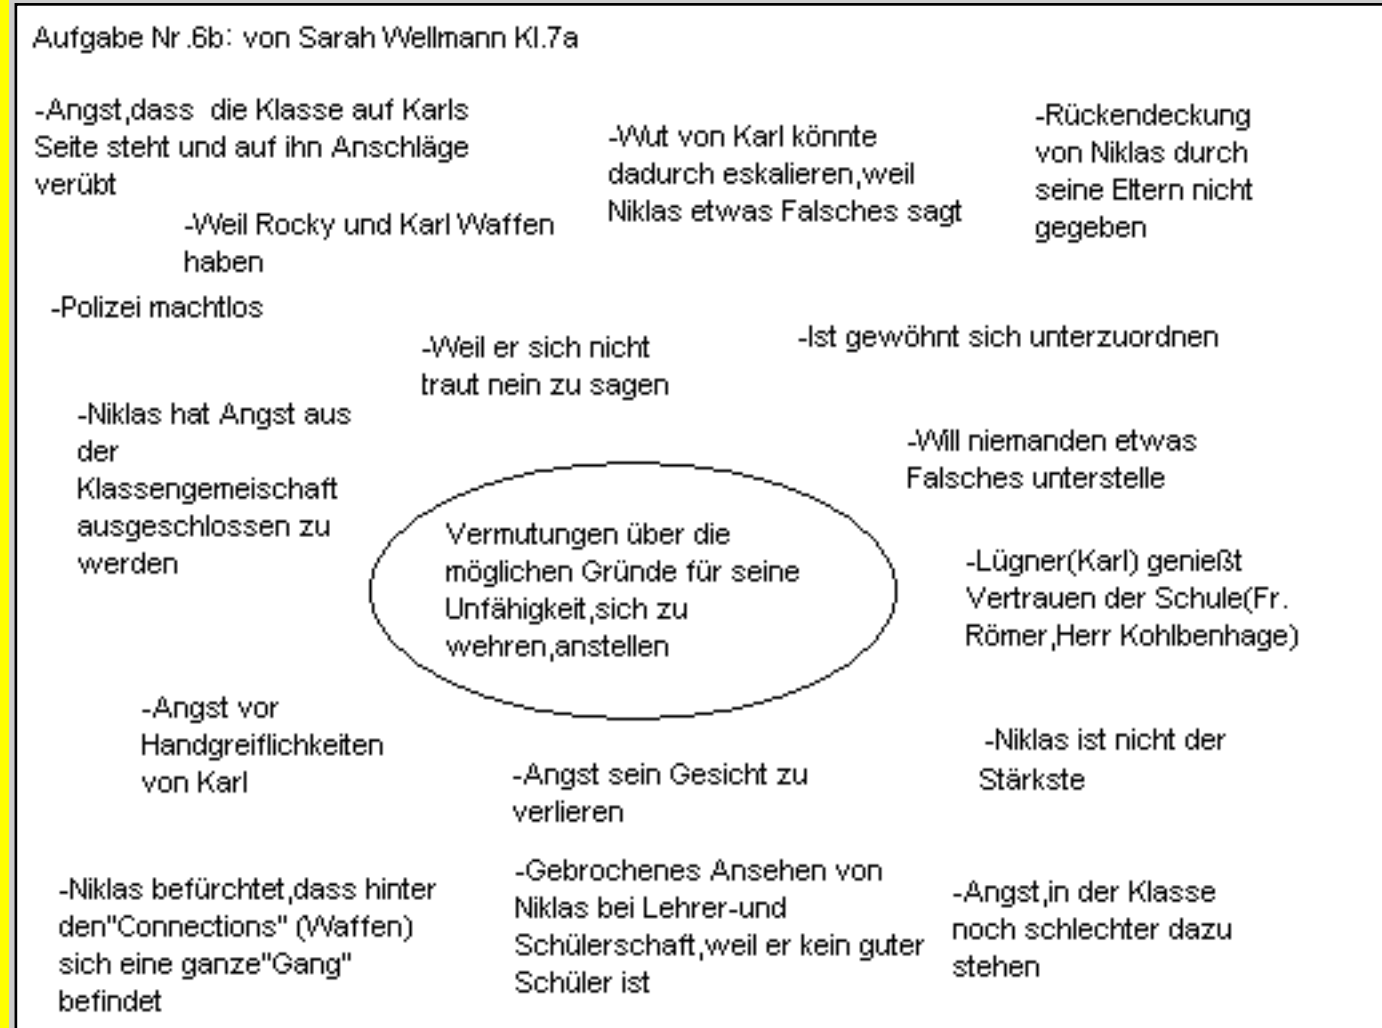 Aufgabe Nr.6b: von Sarah Wellmann Kl.7a
-Angst,dass die Klasse auf Karls
Seite steht und auf ihn Anschläge
verübt
-Wut von Karl könnte
dadurch eskalieren,weil
Niklas etwas Falsches sagt
-Rückendeckung
von Niklas durch
seine Eltern nicht
gegeben
-Weil Rocky und Karl Waffen
haben
-Polizei machtlos
-Weil er sich nicht
traut nein zu sagen
-Ist gewöhnt sich unterzuordnen
-Niklas hat Angst aus
der
Klassengemeischaft
ausgeschlossen zu
werden
-Will niemanden etwas
Falsches unterstelle
Vermutungen über die
möglichen Gründe für seine
Unfähigkeit,sich zu
wehren,anstellen
-Lügner(Karl) genießt
Vertrauen der Schule(Fr.
Römer,Herr Kohlbenhage)
-Angst vor
Handgreiflichkeiten
von Karl
-Angst sein Gesicht zu
verlieren
-Niklas ist nicht der
Stärkste
-Niklas befürchtet,dass hinter
den"Connections" (Waffen)
sich eine ganze"Gang"
befindet
-Gebrochenes Ansehen von
Niklas bei Lehrer-und
Schülerschaft,weil er kein guter
Schüler ist
-Angst,in der Klasse
noch schlechter dazu
stehen